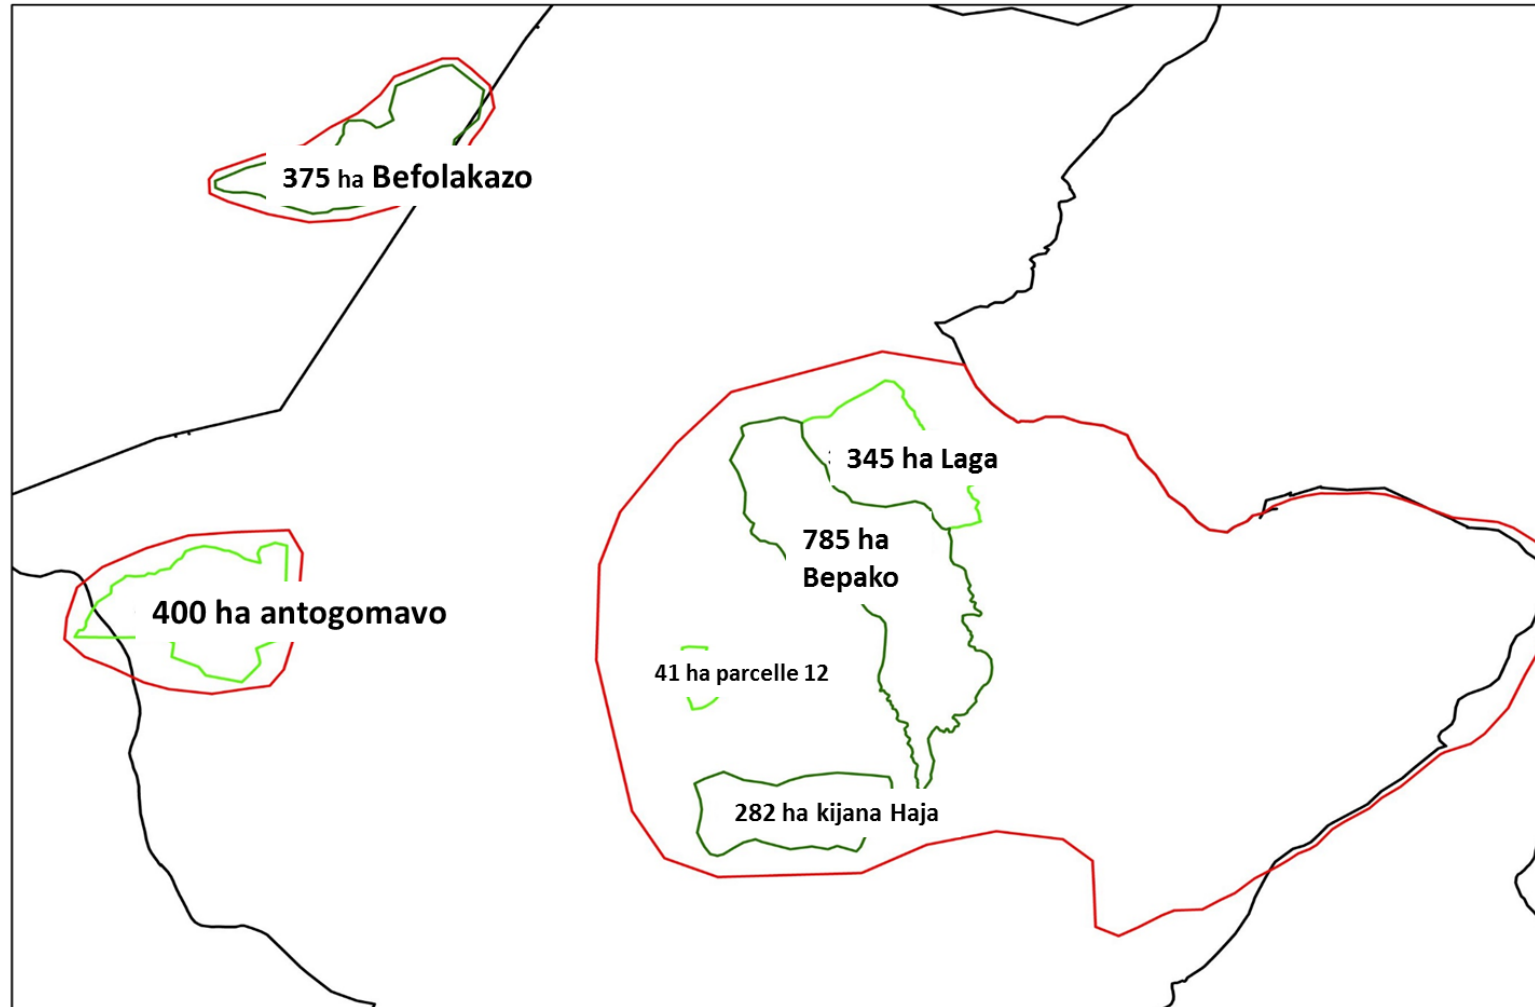 375 ha Befolakazo
345 ha Laga
785 ha
Bepako
400 ha antogomavo
41 ha parcelle 12
282 ha kijana Haja